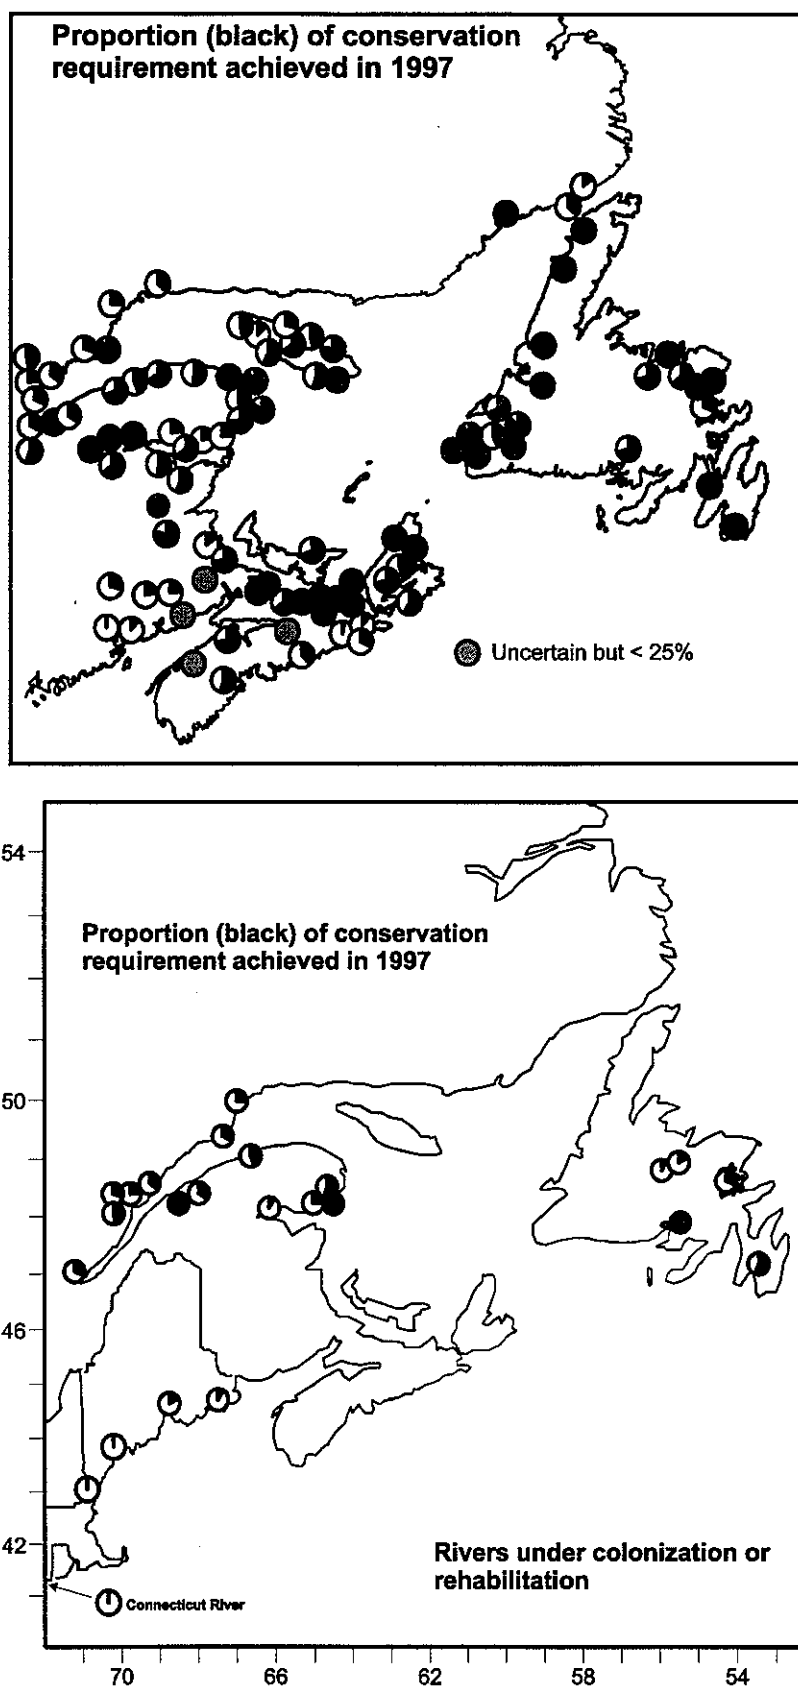 Proportion (black) of conservation
requirement achieved in 1997
Uncertain but < 25%
54
Proportion (black) of conservation
requirement achieved in 1997
50
46
42
Rivers under colonization or
rehabilitation
Connecticut River
70 66 62 58 54